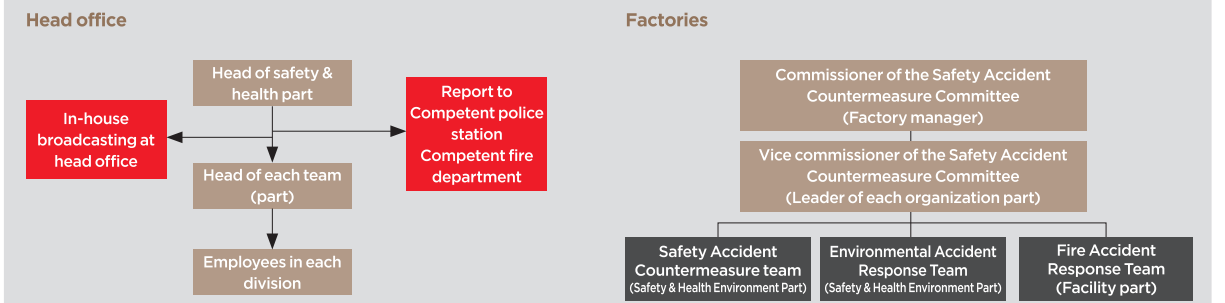 Head office
Head of safety &
health part
In-house
broadcasting at
head office
Report to
Competent police
station
Competent fire
department
Head of each team
(part)
Employees in each
division
Factories
Commissioner of the Safety Accident
Countermeasure Committee
(Factory manager)
Vice commissioner of the Safety Accident
Countermeasure Committee
(Leader of each organization part)
Safety Accident
Countermeasure team
(Safety & Health Environment Part)
Environmental Accident
Response Team
(Safety & Health Environment Part)
Fire Accident
Response Team
(Facility part)